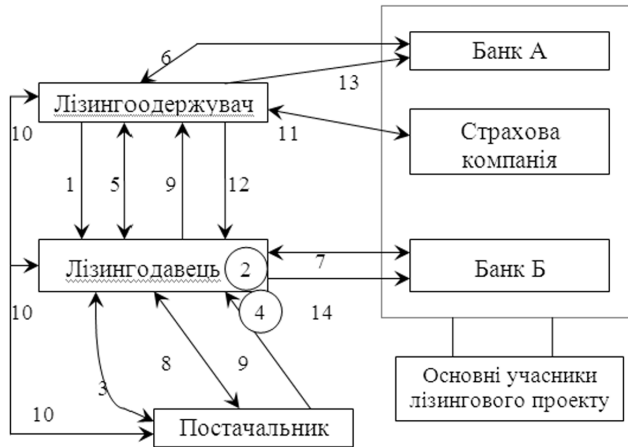 6
Банк А
13
Лізингоодержувач
10
11
Страхова
компанія
1
5
9
12
Лізингодавець
2
7
Банк Б
10
4
14
3
8
9
Основні учасники
лізингового проекту
10
Постачальник